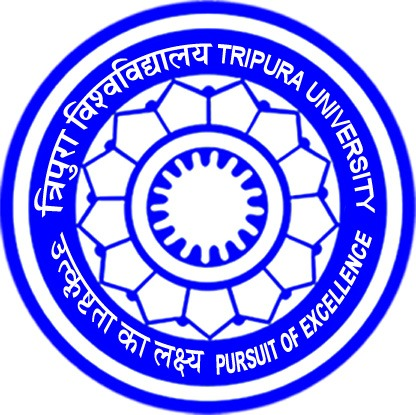 त्रिपुरा विश्वविद्यालय TRIPURA UNIVERSITY
उत्कृष्टता का लक्ष्य PURSUIT OF EXCELLENCE